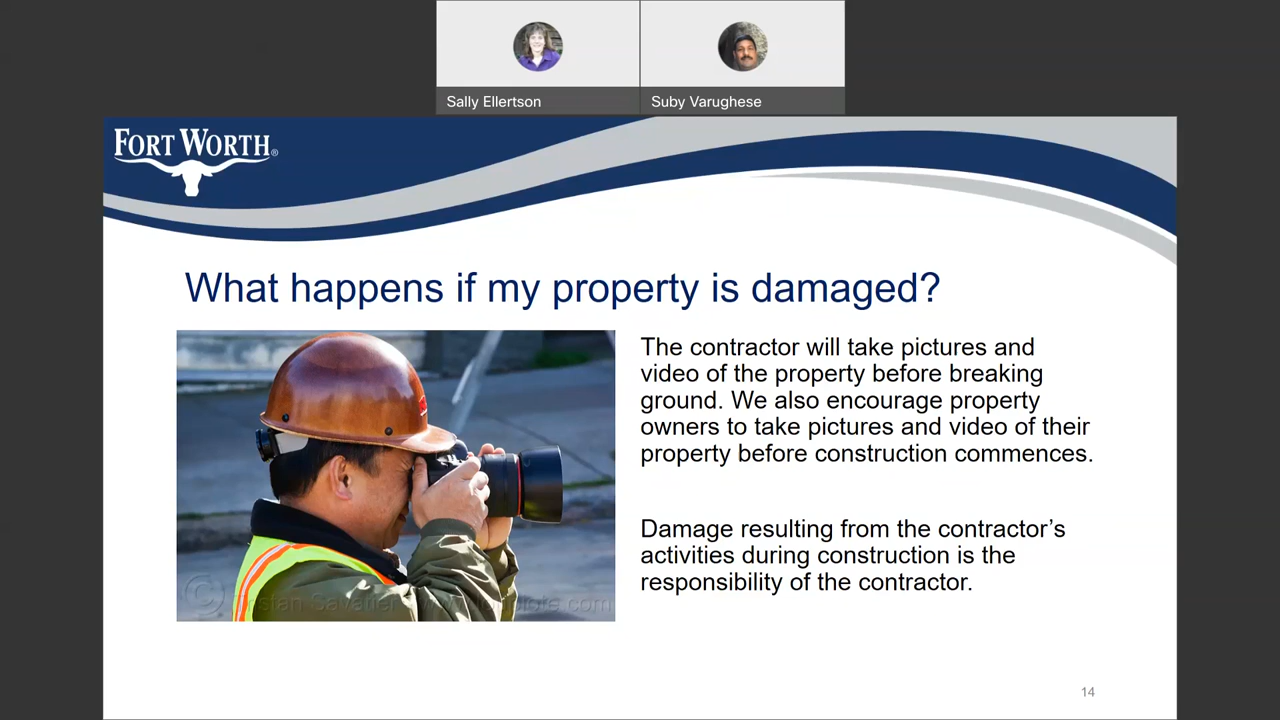 Sally Ellertson
Suby Varughese
FORT WORTH®
What happens if my property is damaged?
The contractor will take pictures and
video of the property before breaking
ground. We also encourage property
owners to take pictures and video of their
property before construction commences.
Damage resulting from the contractor’s
activities during construction is the
responsibility of the contractor.
© Tristan Savatier
14